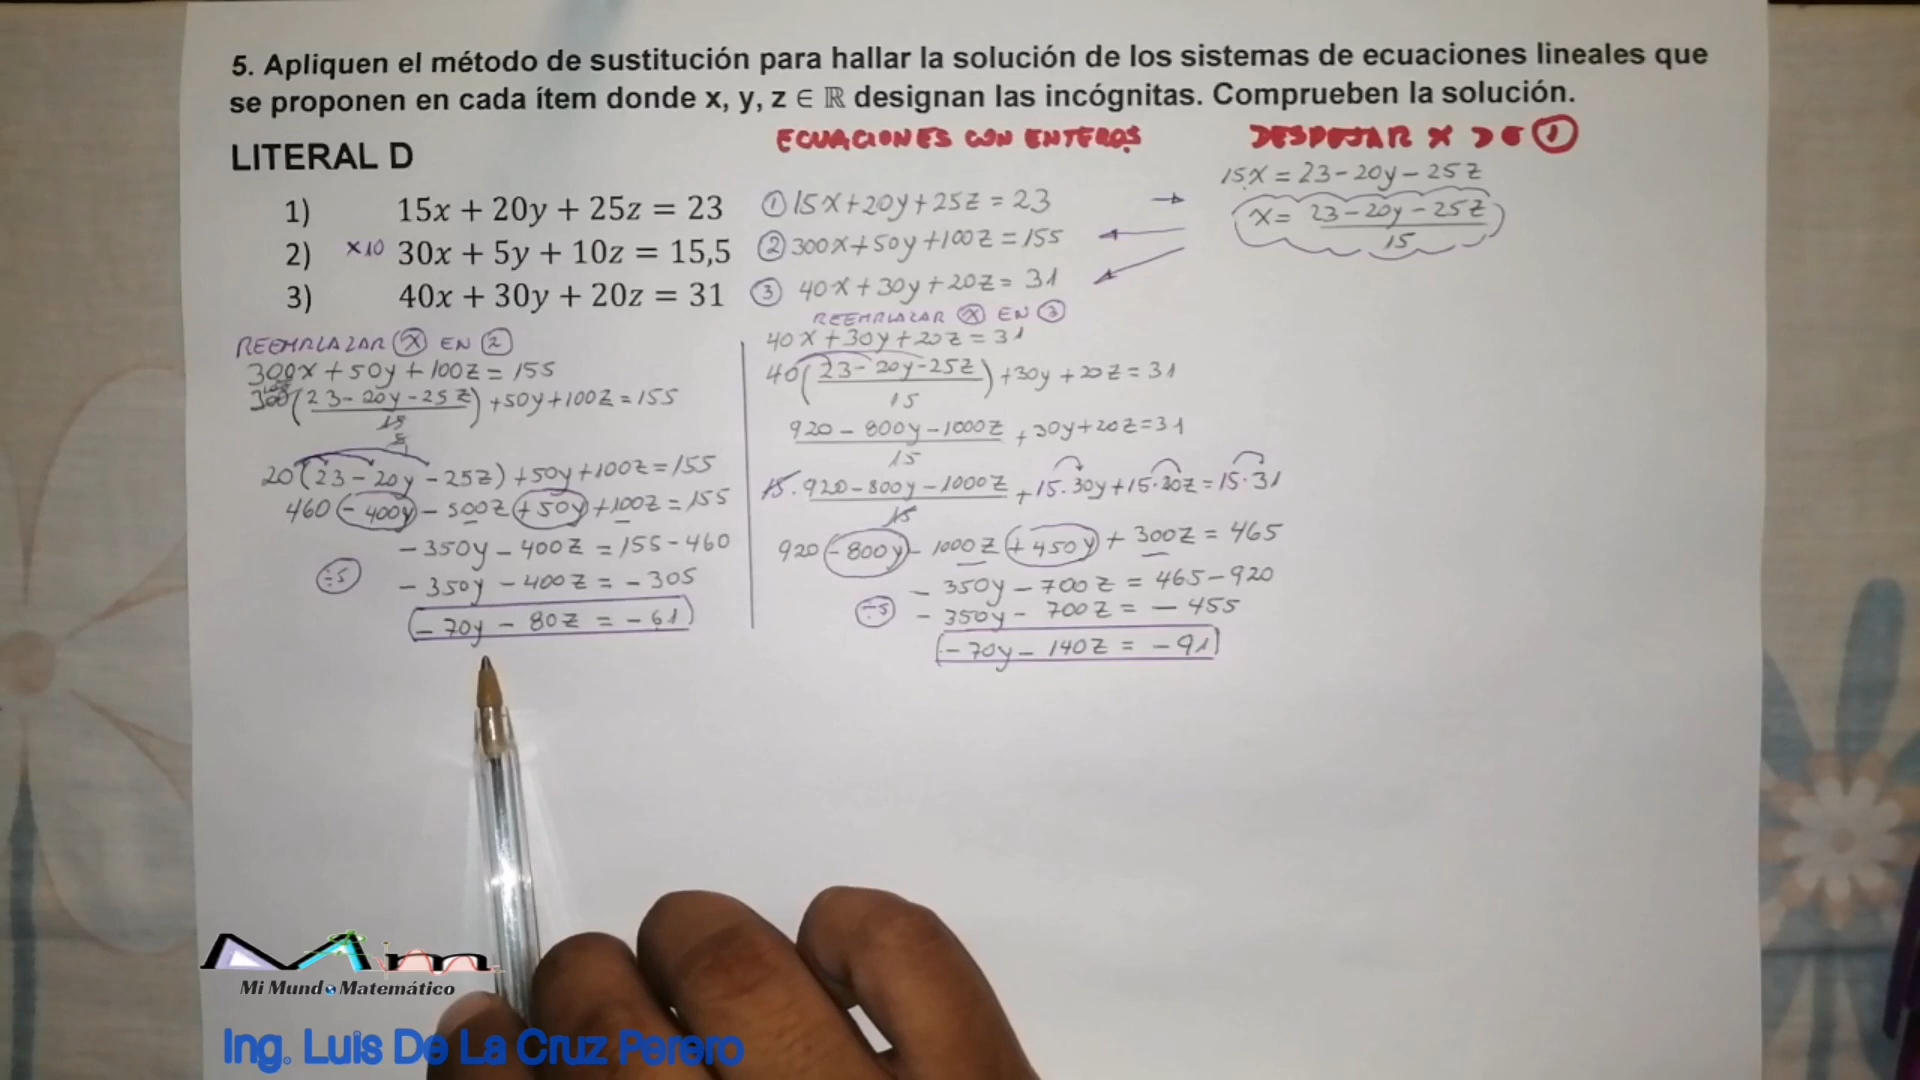 5. Apliquen el método de sustitución para hallar la solución de los sistemas de ecuaciones lineales que
se proponen en cada ítem donde x, y, z ∈ ℝ designan las incógnitas. Comprueben la solución.
LITERAL D
1) 15x + 20y + 25z = 23
2) ×10 30x + 5y + 10z = 15,5
3) 40x + 30y + 20z = 31
ECUACIONES CON ENTEROS
① 15X+20y+25Z = 23
② 300X+50y+100Z = 155
③ 40X+30y+20Z = 31
DESPEJAR X DE ①
15X = 23-20y-25Z
X = 23-20y-25Z
15
REEMPLAZAR Ⓧ EN ②
300X+50y+100Z = 155
300(23-20y-25Z)+50y+100Z=155
15
20(23-20y-25Z)+50y+100Z=155
460-400y-500Z+50y+100Z=155
-350y-400Z=155-460
÷5 -350y-400Z=-305
-70y-80Z=-61
REEMPLAZAR Ⓧ EN ③
40X+30y+20Z=31
40(23-20y-25Z)+30y+20Z=31
15
920-800y-1000Z+30y+20Z=31
15
15.920-800y-1000Z+15.30y+15.20Z=15.31
15
920-800y-1000Z+450y+300Z=465
-350y-700Z=465-920
÷5 -350y-700Z=-455
-70y-140Z=-91
Mim
Mi Mundo Matemático
Ing. Luis De La Cruz Perero